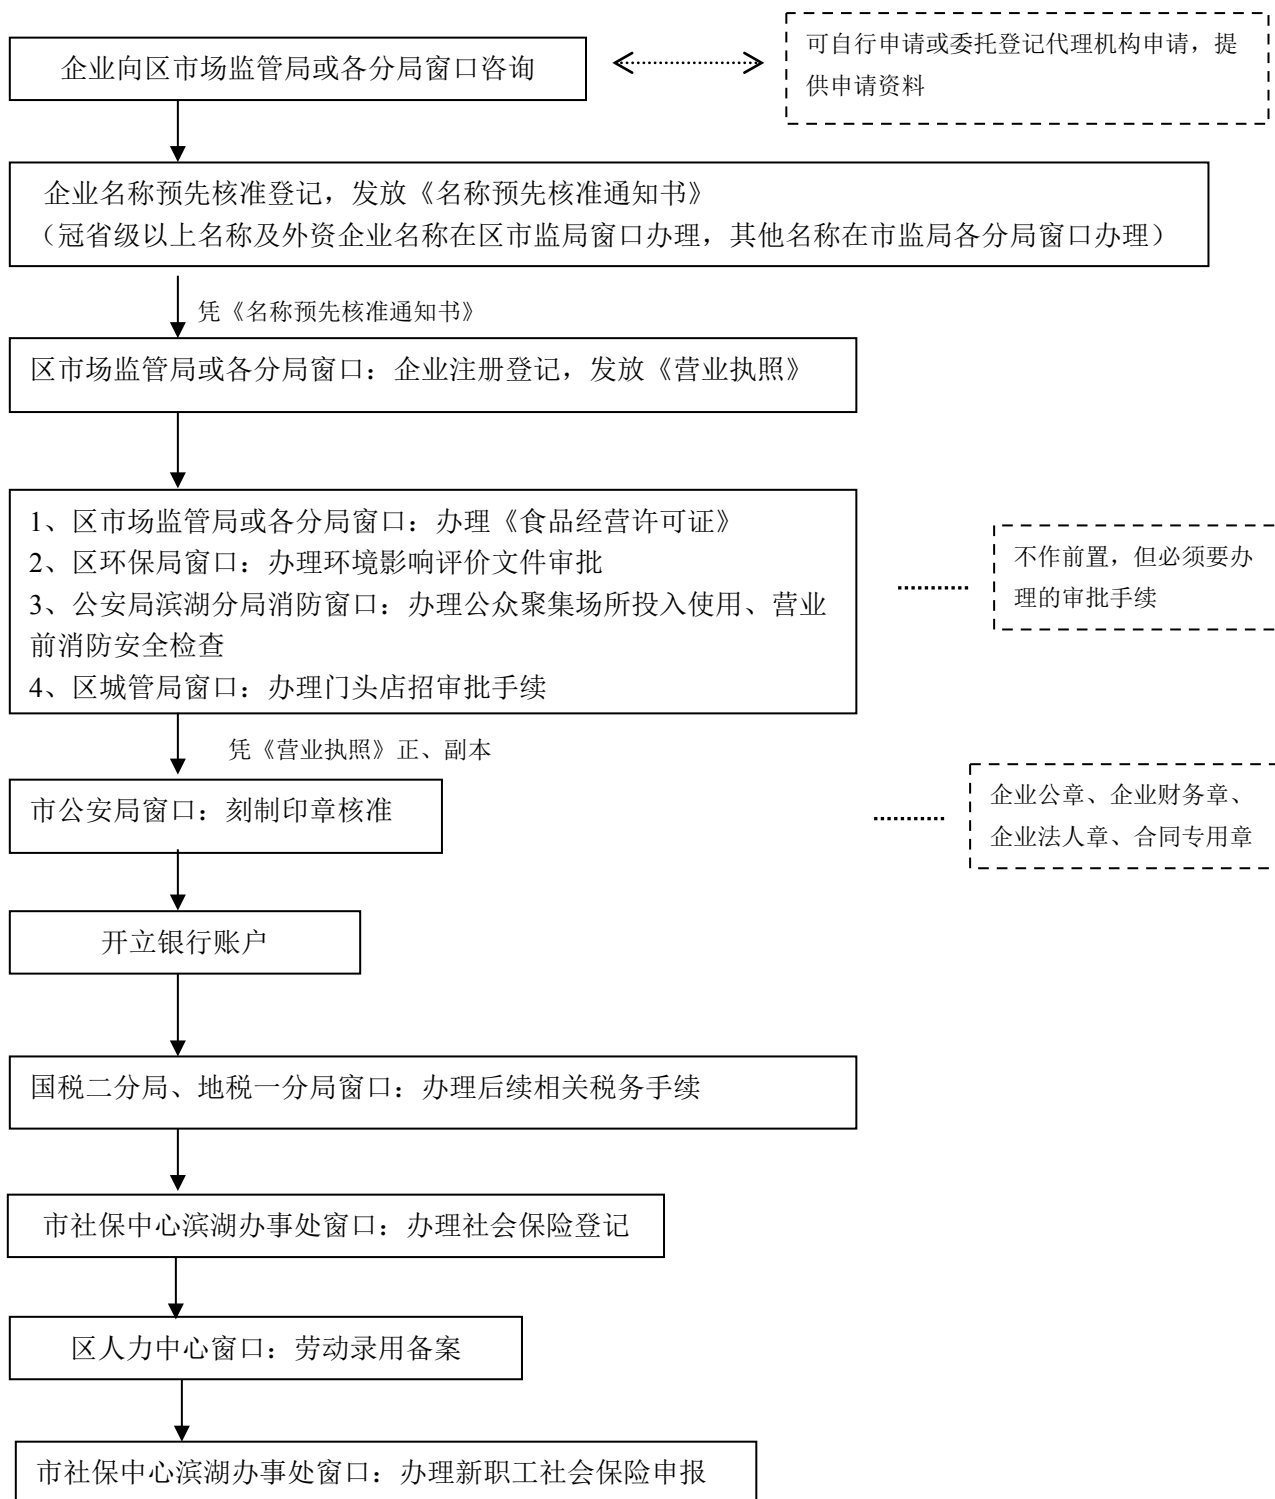 企业向区市场监管局或各分局窗口咨询
可自行申请或委托登记代理机构申请，提
供申请资料
企业名称预先核准登记，发放《名称预先核准通知书》
（冠省级以上名称及外资企业名称在区市监局窗口办理，其他名称在市监局各分局窗口办理）
凭《名称预先核准通知书》
区市场监管局或各分局窗口：企业注册登记，发放《营业执照》
1、区市场监管局或各分局窗口：办理《食品经营许可证》
2、区环保局窗口：办理环境影响评价文件审批
3、公安局滨湖分局消防窗口：办理公众聚集场所投入使用、营业
前消防安全检查
4、区城管局窗口：办理门头店招审批手续
不作前置，但必须要办
理的审批手续
凭《营业执照》正、副本
市公安局窗口：刻制印章核准
企业公章、企业财务章、
企业法人章、合同专用章
开立银行账户
国税二分局、地税一分局窗口：办理后续相关税务手续
市社保中心滨湖办事处窗口：办理社会保险登记
区人力中心窗口：劳动录用备案
市社保中心滨湖办事处窗口：办理新职工社会保险申报